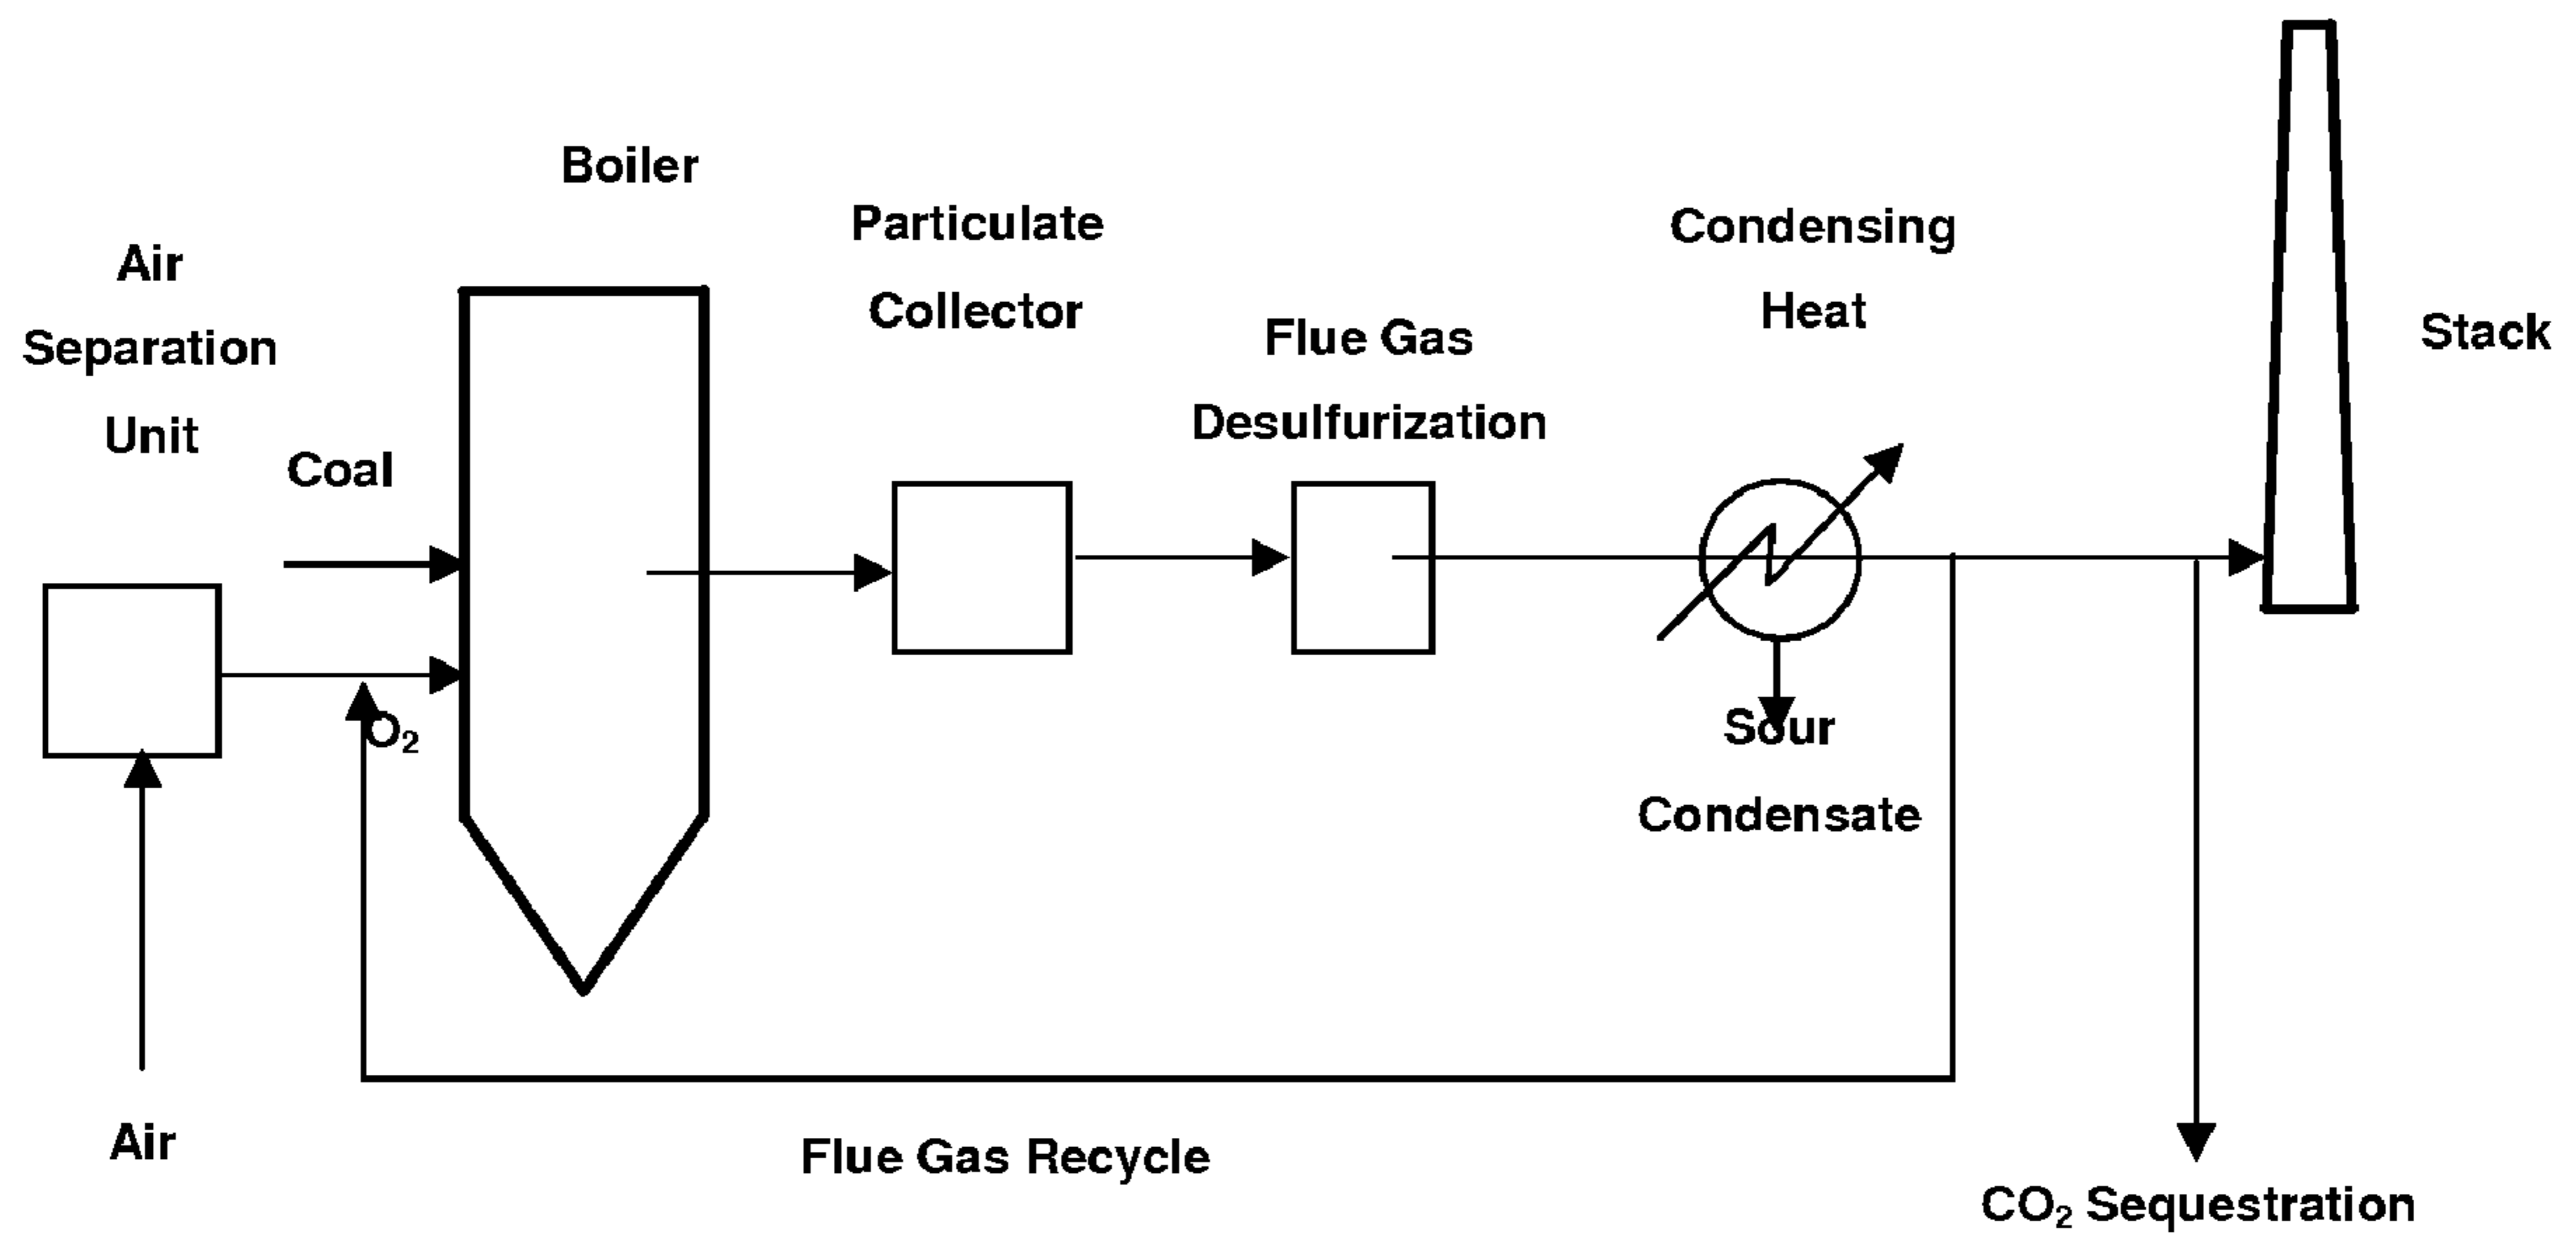 Boiler
Air
Separation
Unit
Coal
Particulate
Collector
Flue Gas
Desulfurization
Condensing
Heat
Stack
O₂
Sour
Condensate
Air
Flue Gas Recycle
CO₂ Sequestration